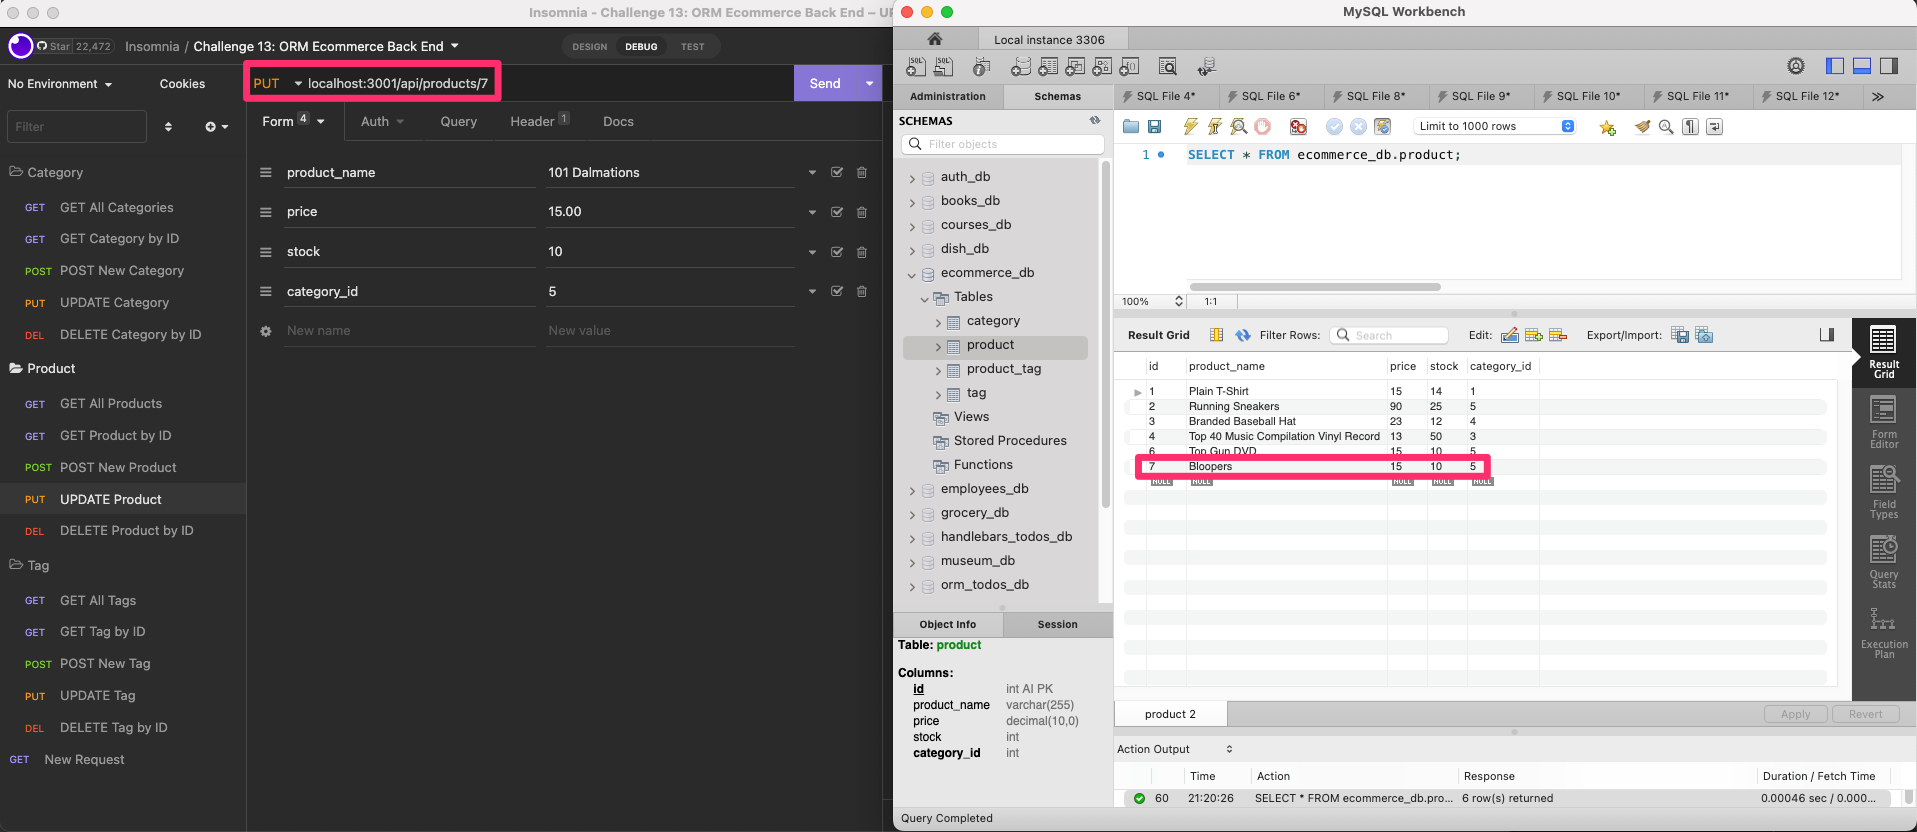 Insomnia - Challenge 13: ORM Ecommerce Back End – UP
Star 22,472
Insomnia / Challenge 13: ORM Ecommerce Back End
DESIGN DEBUG TEST
No Environment
Cookies
PUT localhost:3001/api/products/7
Send
Filter
Form 4
Auth
Query
Header 1
Docs
product_name 101 Dalmations
price 15.00
stock 10
category_id 5
New name New value
Category
GET GET All Categories
GET GET Category by ID
POST POST New Category
PUT UPDATE Category
DEL DELETE Category by ID
Product
GET GET All Products
GET GET Product by ID
POST POST New Product
PUT UPDATE Product
DEL DELETE Product by ID
Tag
GET GET All Tags
GET GET Tag by ID
POST POST New Tag
PUT UPDATE Tag
DEL DELETE Tag by ID
GET New Request
MySQL Workbench
Local instance 3306
Administration Schemas
SQL File 4* SQL File 6* SQL File 8* SQL File 9* SQL File 10* SQL File 11* SQL File 12*
SCHEMAS
Filter objects
auth_db
books_db
courses_db
dish_db
ecommerce_db
Tables
category
product
product_tag
tag
Views
Stored Procedures
Functions
employees_db
grocery_db
handlebars_todos_db
museum_db
orm_todos_db
Object Info Session
Table: product
Columns:
id int AI PK
product_name varchar(255)
price decimal(10,0)
stock int
category_id int
Query Completed
Limit to 1000 rows
1 SELECT * FROM ecommerce_db.product;
100% 1:1
Result Grid Filter Rows: Search Edit: Export/Import:
id product_name price stock category_id
1 Plain T-Shirt 15 14 1
2 Running Sneakers 90 25 5
3 Branded Baseball Hat 23 12 4
4 Top 40 Music Compilation Vinyl Record 13 50 3
6 Top Gun DVD 15 10 5
7 Bloopers 15 10 5
NULL NULL NULL NULL NULL
Result Grid
Form Editor
Field Types
Query Stats
Execution Plan
product 2
Apply Revert
Action Output
Time Action Response Duration / Fetch Time
60 21:20:26 SELECT * FROM ecommerce_db.pro... 6 row(s) returned 0.00046 sec / 0.000...